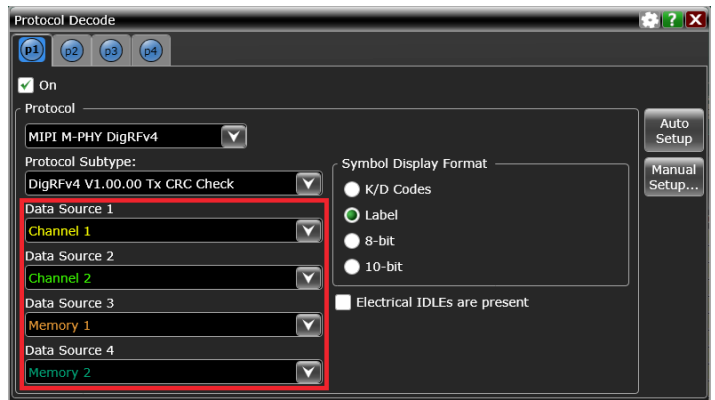 Protocol Decode
p1 p2 p3 p4
On
Protocol
MIPI M-PHY DigRFv4
Protocol Subtype:
DigRFv4 V1.00.00 Tx CRC Check
Data Source 1
Channel 1
Data Source 2
Channel 2
Data Source 3
Memory 1
Data Source 4
Memory 2
Symbol Display Format
K/D Codes
Label
8-bit
10-bit
Electrical IDLEs are present
Auto
Setup
Manual
Setup...